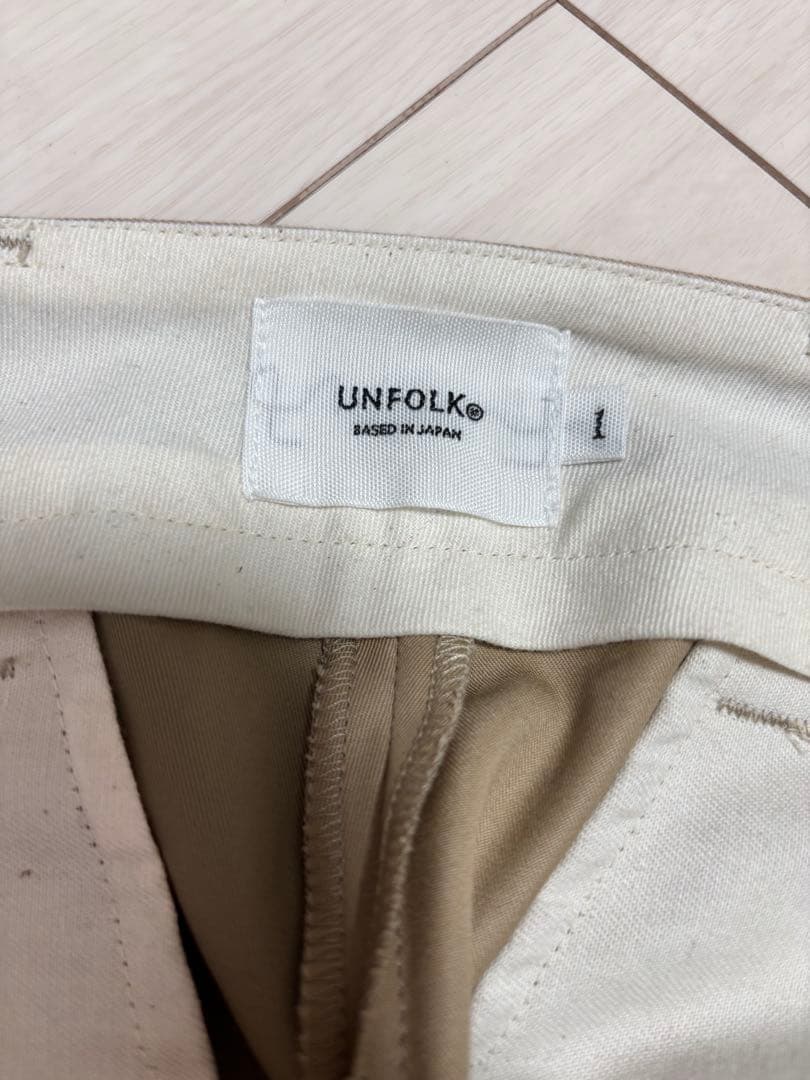 UNFOLK®
BASED IN JAPAN
1